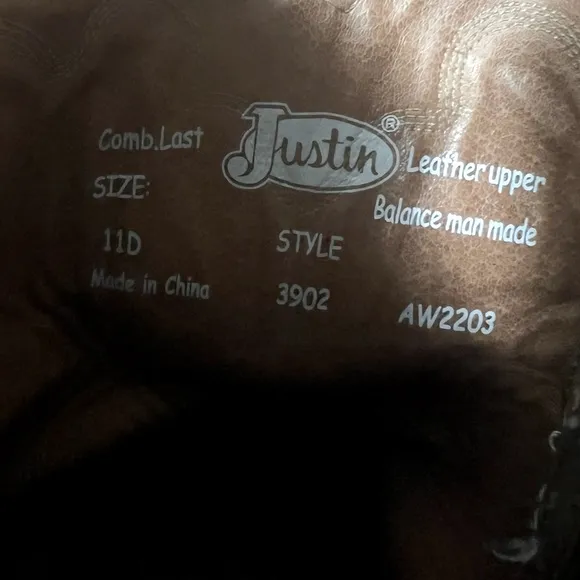 Justin®
Comb.Last
Leather upper
SIZE:
Balance man made
11D
STYLE
Made in China
3902
AW2203